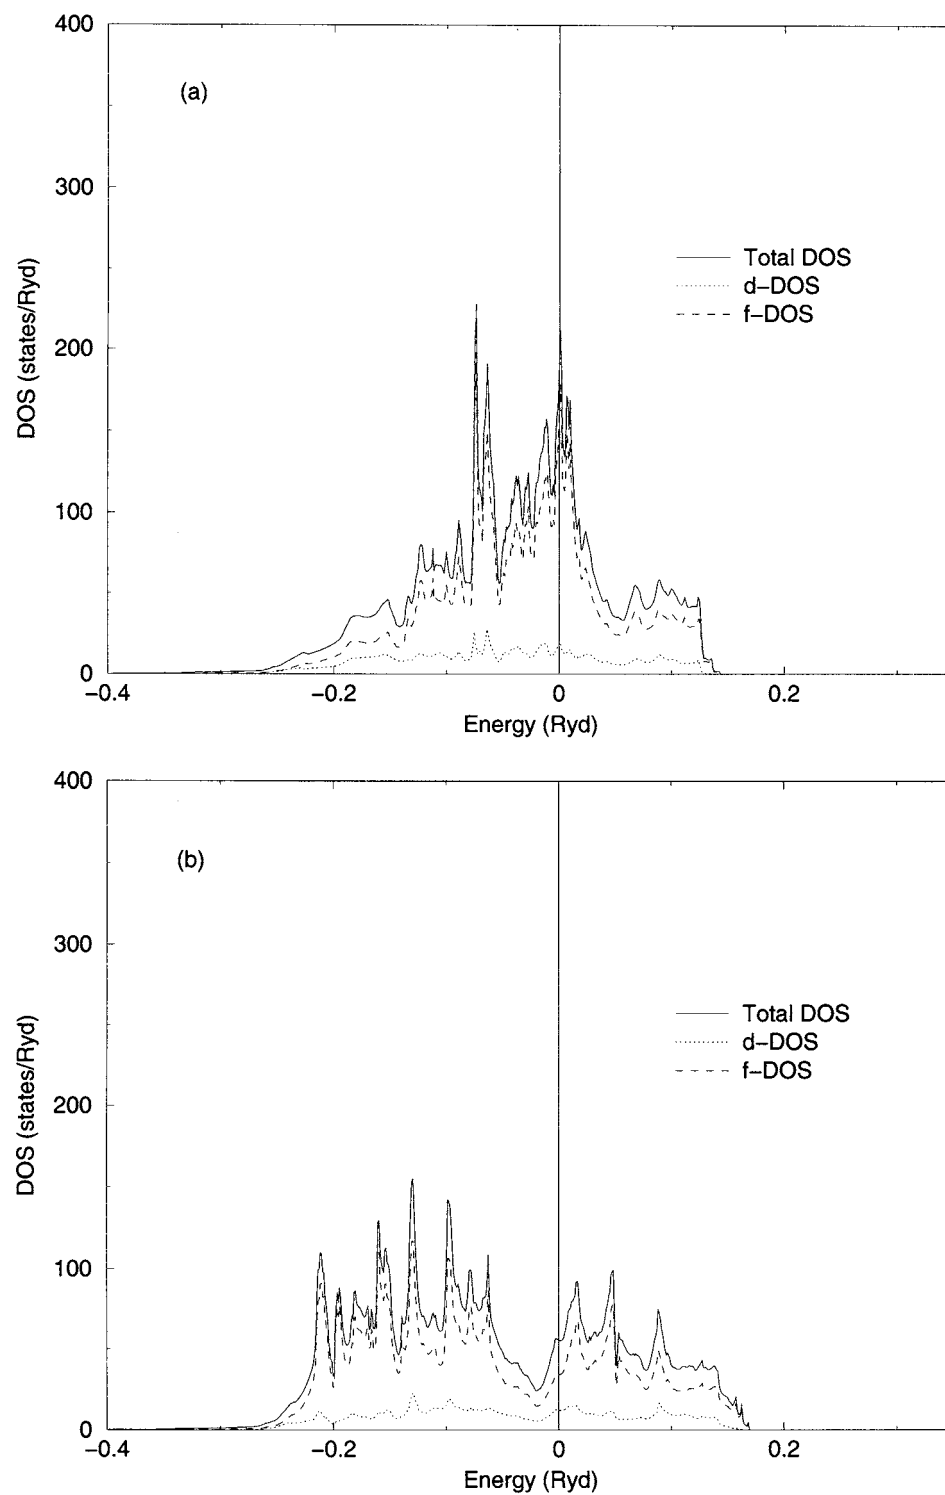 400
(a)
300
Total DOS
d-DOS
f-DOS
DOS (states/Ryd)
200
100
0
-0.4
-0.2
0
0.2
Energy (Ryd)
400
(b)
300
Total DOS
d-DOS
f-DOS
DOS (states/Ryd)
200
100
0
-0.4
-0.2
0
0.2
Energy (Ryd)